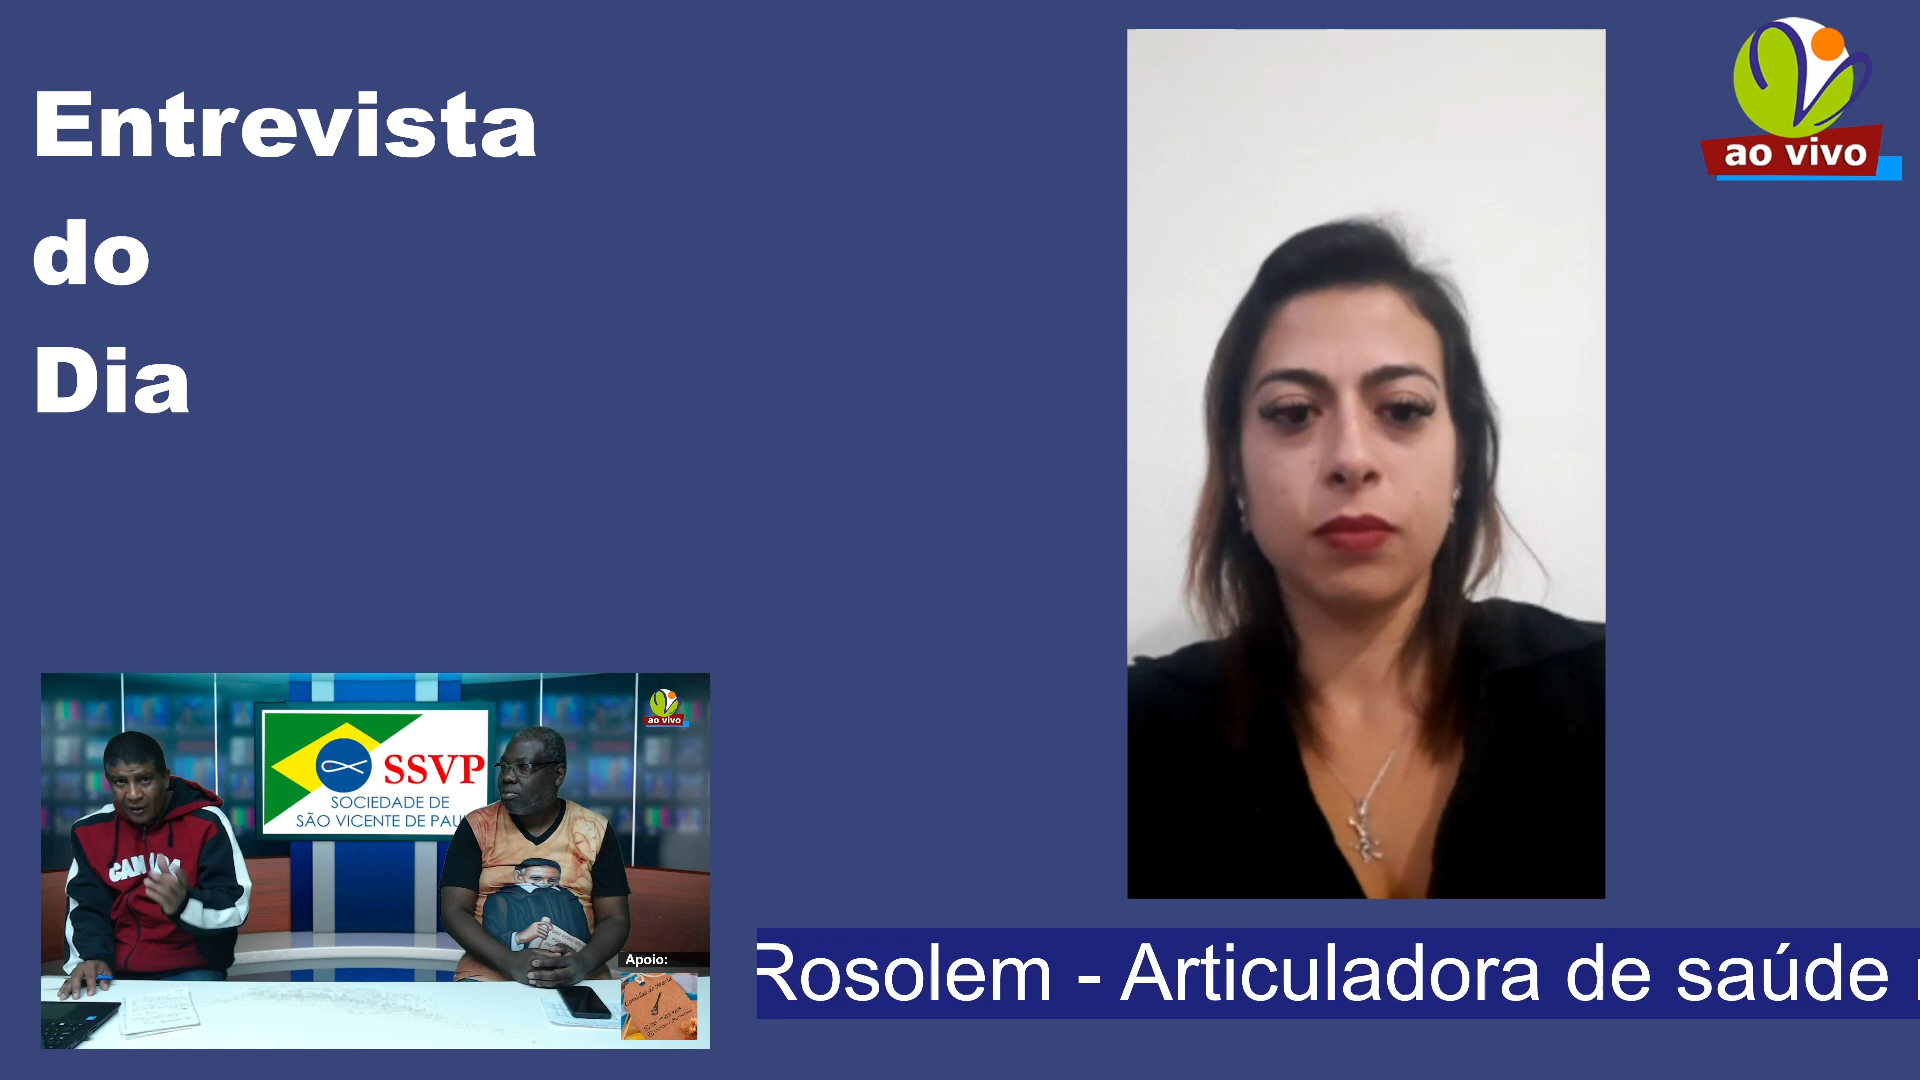 Entrevista
do
Dia
ao vivo
ao vivo
SSVP
SOCIEDADE DE
SÃO VICENTE DE PAU
Apoio:
Rosolem - Articuladora de saúde